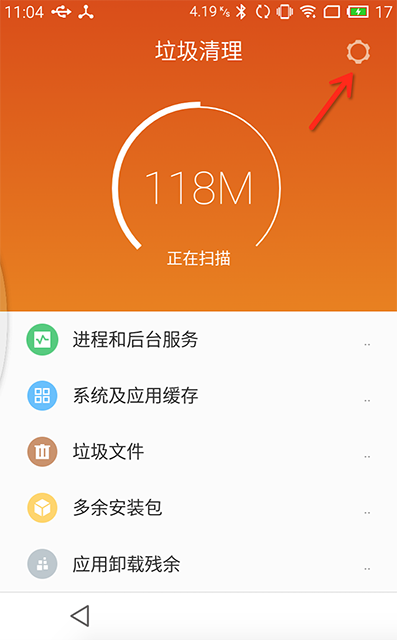 11:04 4.19 K/s 17
垃圾清理
118M
正在扫描
进程和后台服务 ..
系统及应用缓存 ..
垃圾文件 ..
多余安装包 ..
应用卸载残余 ..